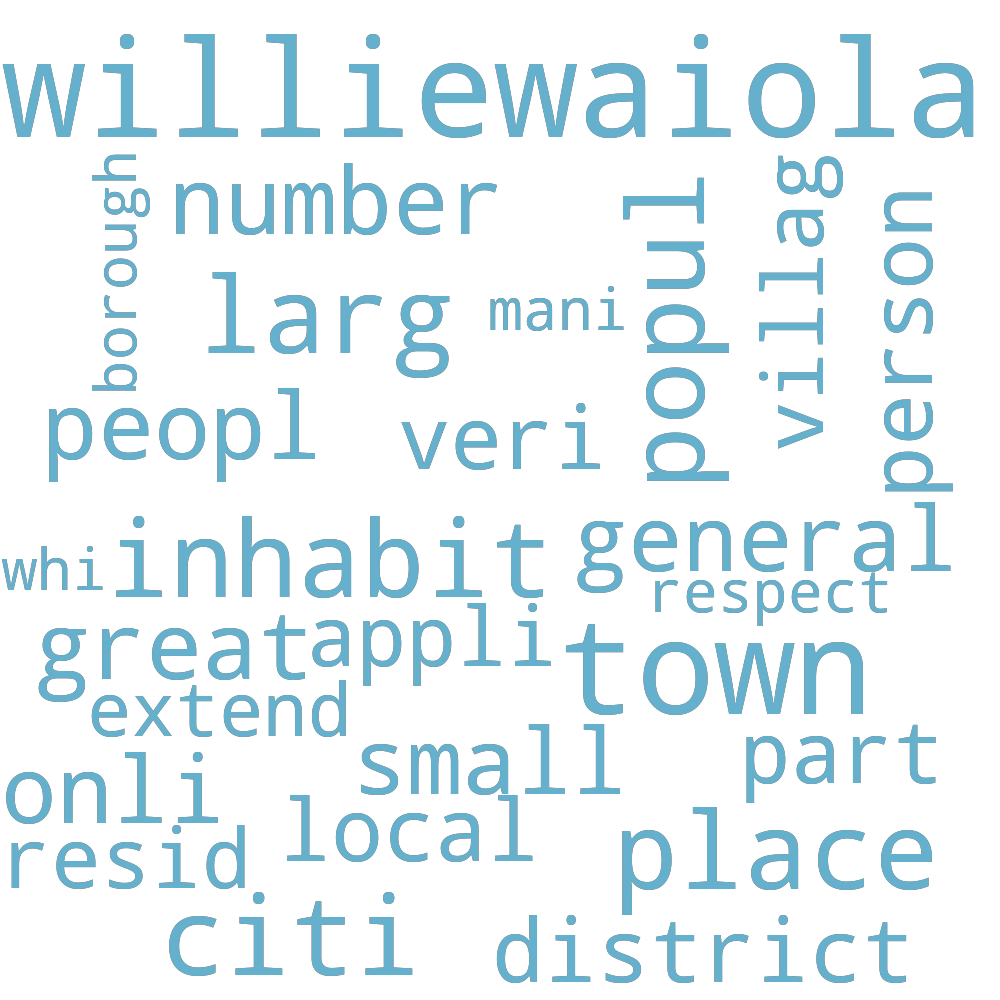 williewaiola
borough
number
popul
villag
person
larg
mani
peopl
veri
whi
inhabit
general
respect
great
appli
town
extend
small
part
onli
local
place
resid
citi
district